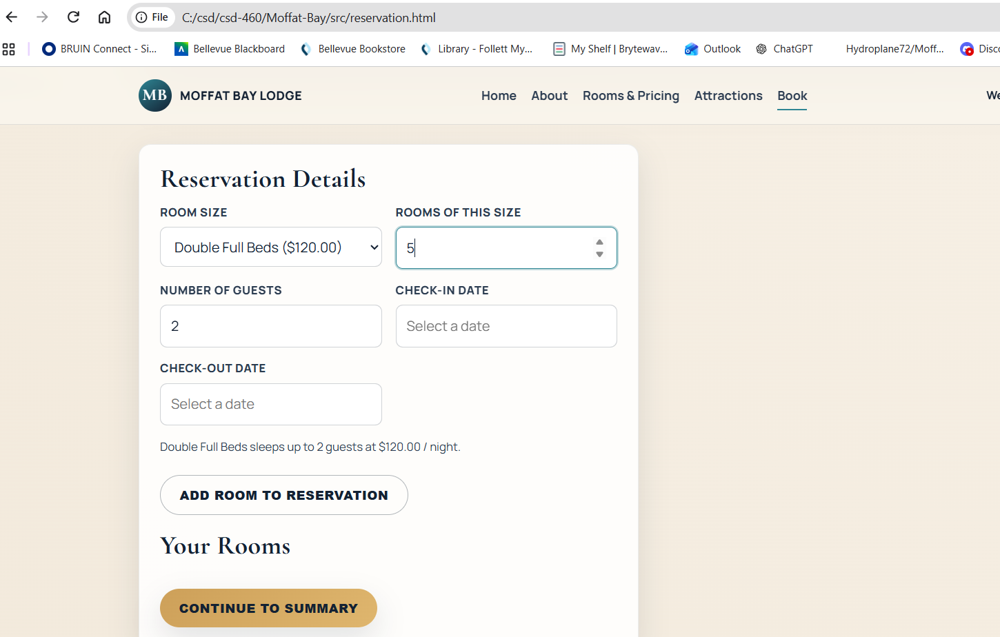 File C:/csd/csd-460/Moffat-Bay/src/reservation.html
BRUIN Connect - Si... Bellevue Blackboard Bellevue Bookstore Library - Follett My... My Shelf | Brytewav... Outlook ChatGPT Hydroplane72/Moff... Disco
MB MOFFAT BAY LODGE Home About Rooms & Pricing Attractions Book We
Reservation Details
ROOM SIZE ROOMS OF THIS SIZE
Double Full Beds ($120.00) 5
NUMBER OF GUESTS CHECK-IN DATE
2 Select a date
CHECK-OUT DATE
Select a date
Double Full Beds sleeps up to 2 guests at $120.00 / night.
ADD ROOM TO RESERVATION
Your Rooms
CONTINUE TO SUMMARY